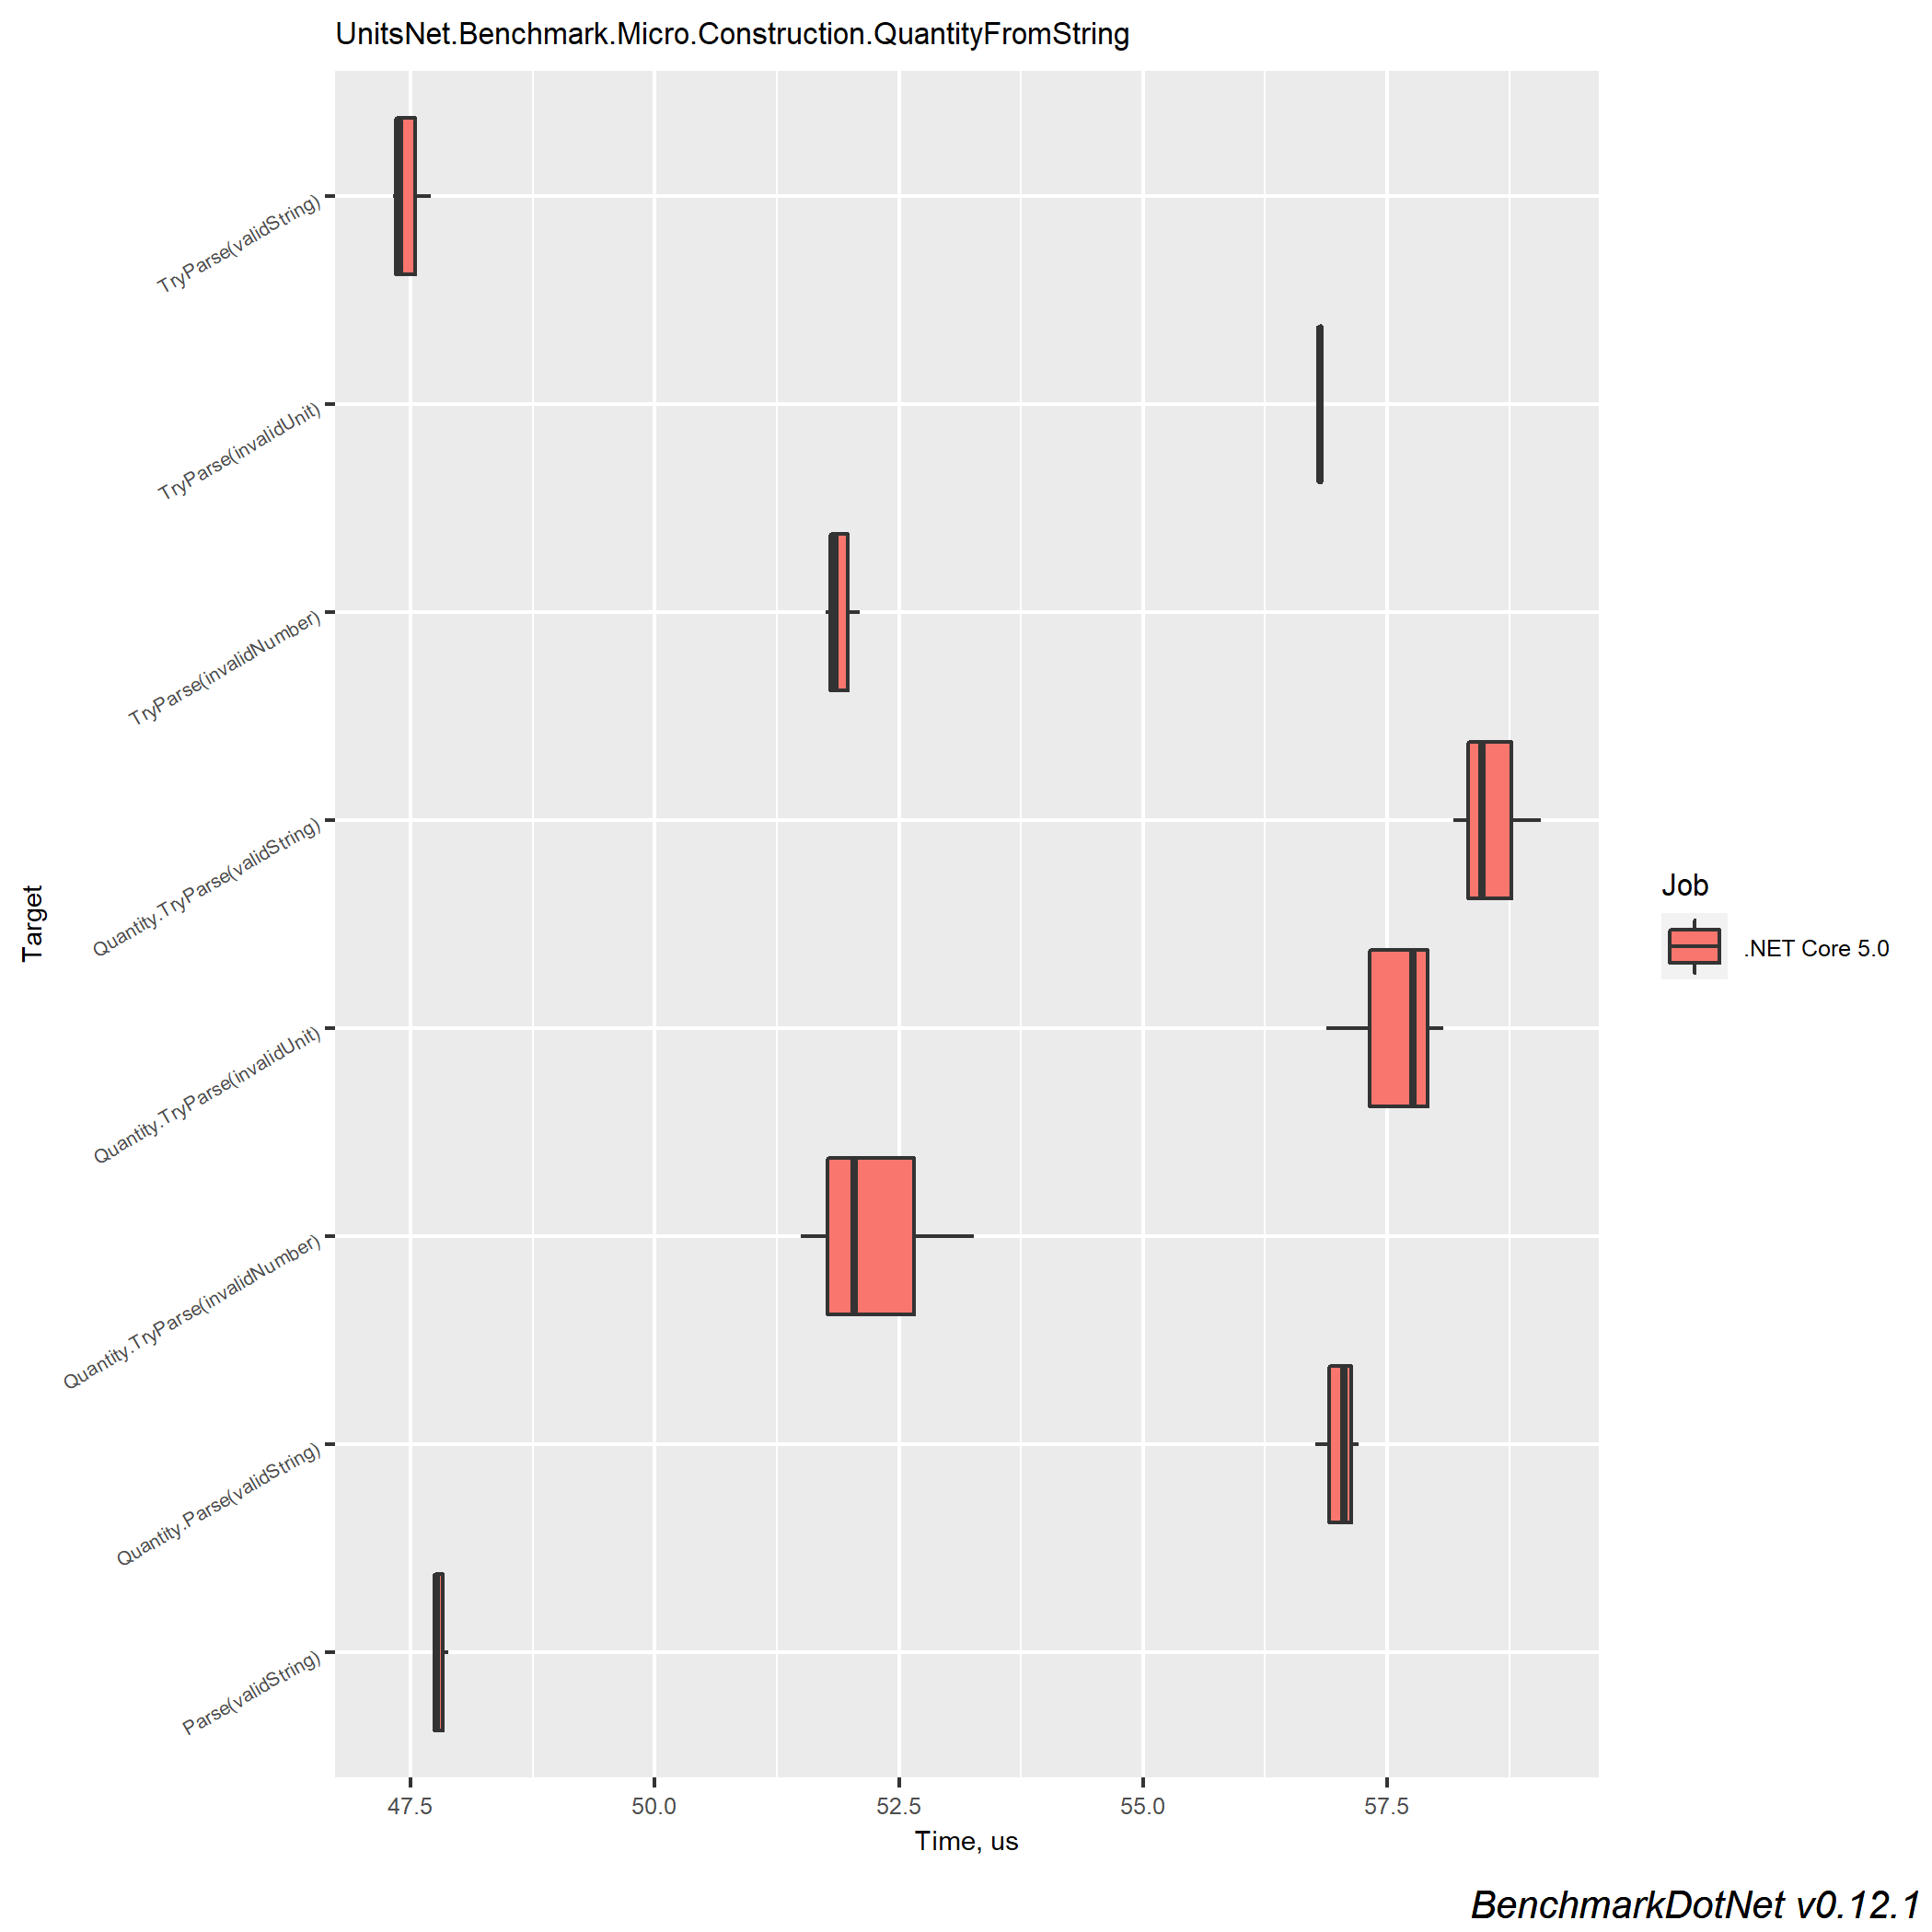 UnitsNet.Benchmark.Micro.Construction.QuantityFromString
TryParse(validString)
TryParse(invalidUnit)
TryParse(invalidNumber)
Quantity.TryParse(validString)
Quantity.TryParse(invalidUnit)
Quantity.TryParse(invalidNumber)
Quantity.Parse(validString)
Parse(validString)
Target
47.5 50.0 52.5 55.0 57.5
Time, us
Job
.NET Core 5.0
BenchmarkDotNet v0.12.1